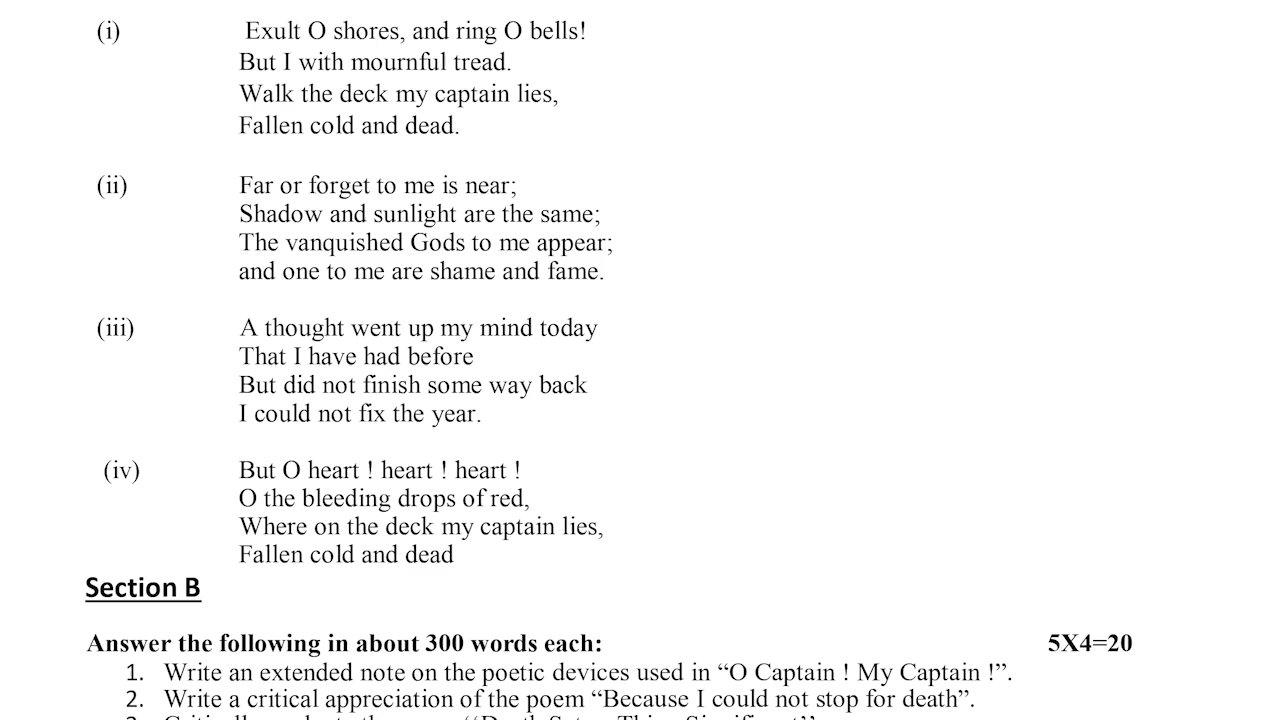 (i) Exult O shores, and ring O bells!
But I with mournful tread.
Walk the deck my captain lies,
Fallen cold and dead.
(ii) Far or forget to me is near;
Shadow and sunlight are the same;
The vanquished Gods to me appear;
and one to me are shame and fame.
(iii) A thought went up my mind today
That I have had before
But did not finish some way back
I could not fix the year.
(iv) But O heart ! heart ! heart !
O the bleeding drops of red,
Where on the deck my captain lies,
Fallen cold and dead
Section B
Answer the following in about 300 words each: 5X4=20
1. Write an extended note on the poetic devices used in “O Captain ! My Captain !”.
2. Write a critical appreciation of the poem “Because I could not stop for death”.